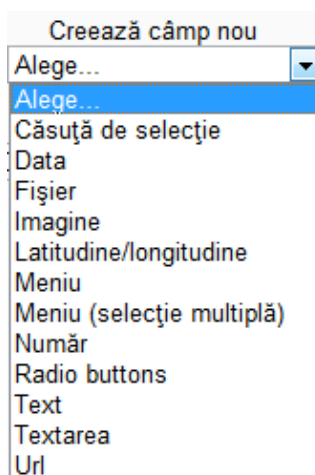 Creează câmp nou
Alege...
Alege...
Căsuţă de selecţie
Data
Fişier
Imagine
Latitudine/longitudine
Meniu
Meniu (selecţie multiplă)
Număr
Radio buttons
Text
Textarea
Url